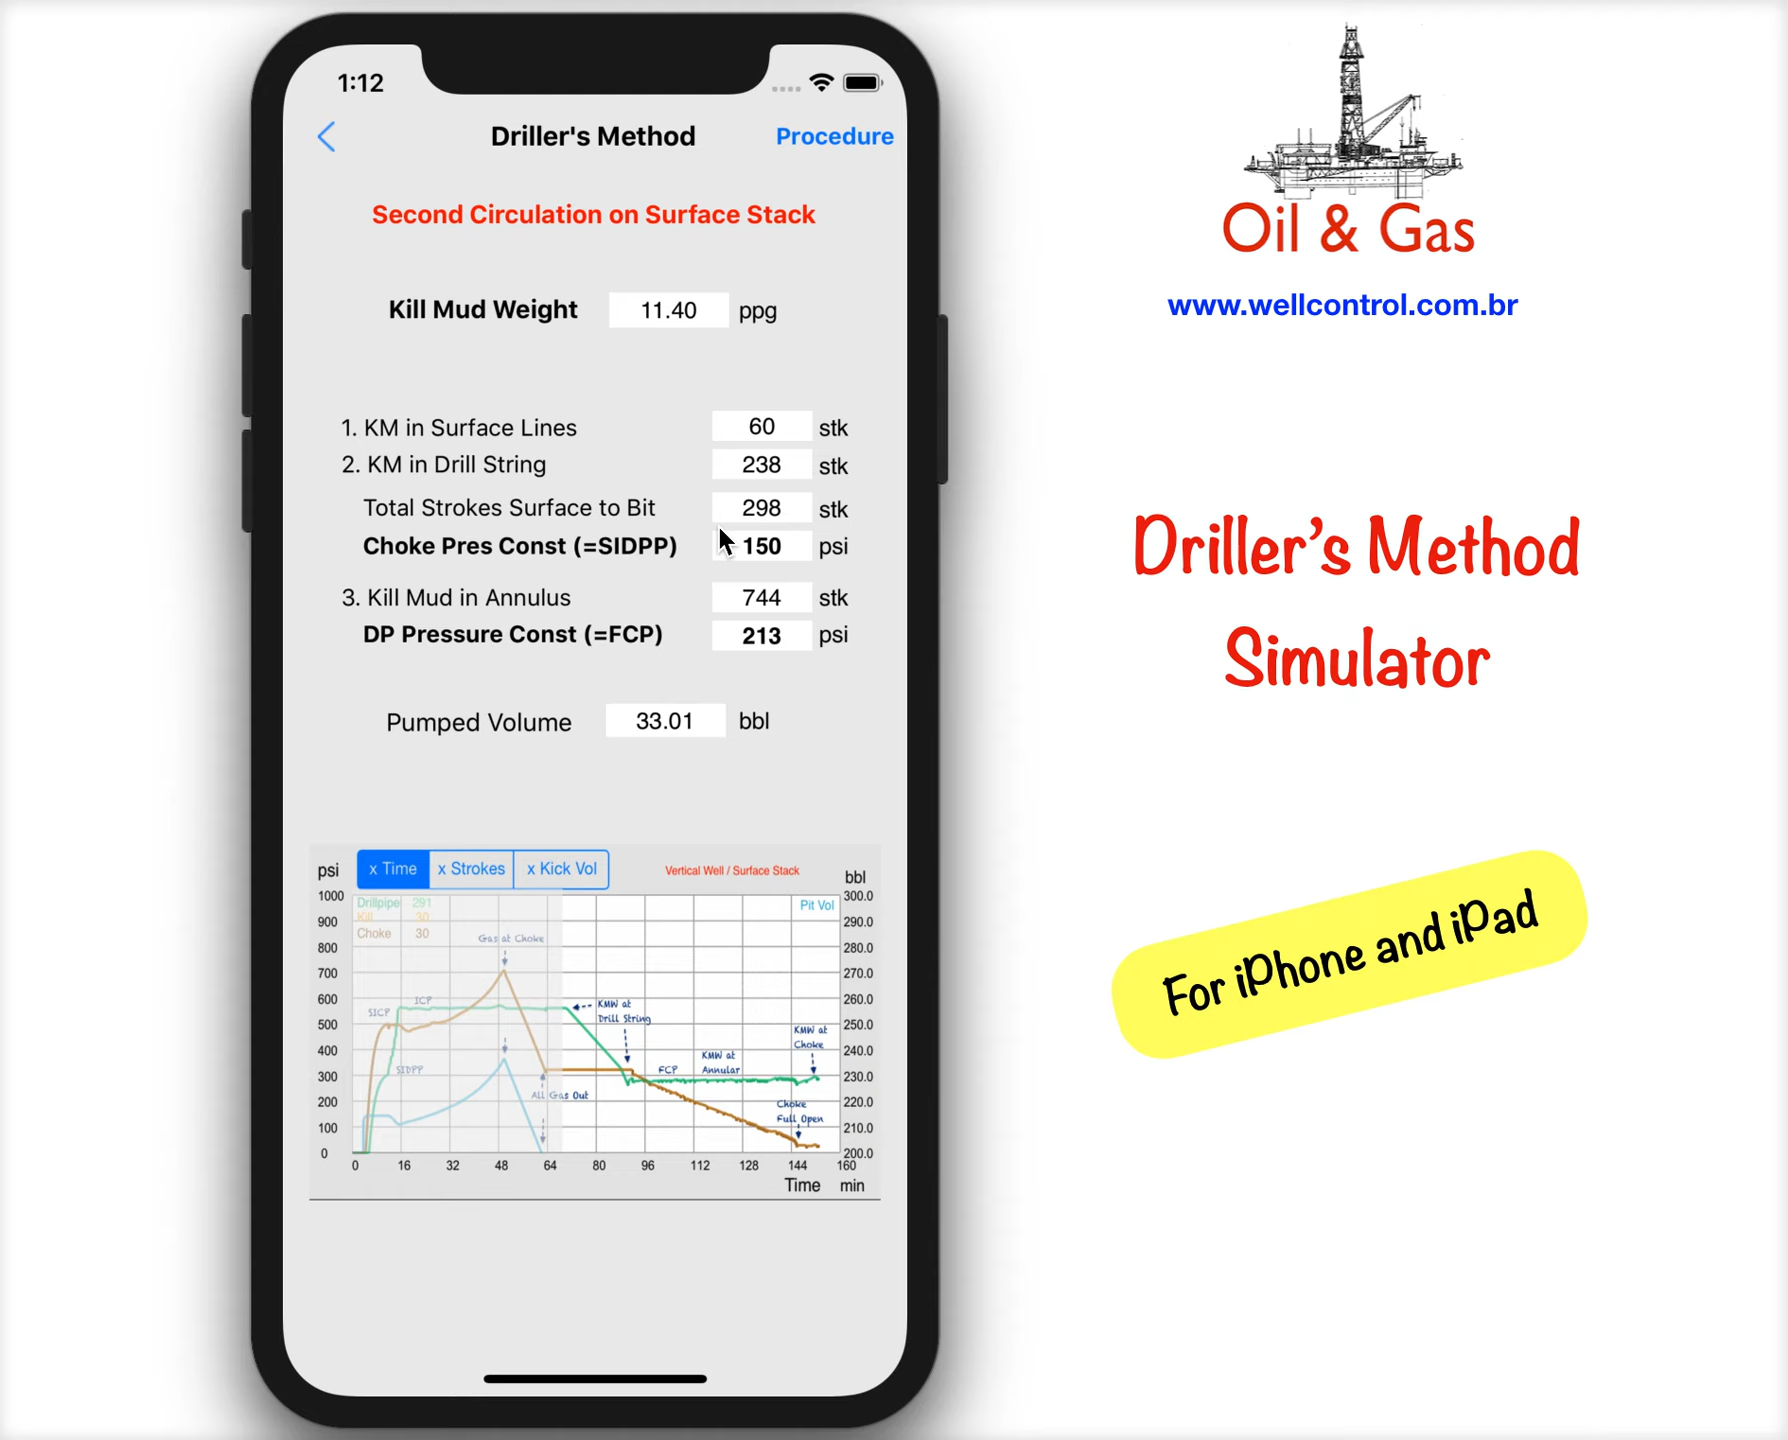 1:12
Driller's Method
Procedure
Second Circulation on Surface Stack
Kill Mud Weight 11.40 ppg
1. KM in Surface Lines 60 stk
2. KM in Drill String 238 stk
Total Strokes Surface to Bit 298 stk
Choke Pres Const (=SIDPP) 150 psi
3. Kill Mud in Annulus 744 stk
DP Pressure Const (=FCP) 213 psi
Pumped Volume 33.01 bbl
psi
x Time
x Strokes
x Kick Vol
Vertical Well / Surface Stack
bbl
1000
900
800
700
600
500
400
300
200
100
0
Drillpipe 291
Kill 30
Choke 30
Pit Vol
Gas at Choke
ICP
SICP
SIDPP
All Gas Out
KMW at
Drill String
FCP
KMW at
Annular
KMW at
Choke
Choke
Full Open
300.0
290.0
280.0
270.0
260.0
250.0
240.0
230.0
220.0
210.0
200.0
0 16 32 48 64 80 96 112 128 144 160
Time min
Oil & Gas
www.wellcontrol.com.br
Driller's Method
Simulator
For iPhone and iPad